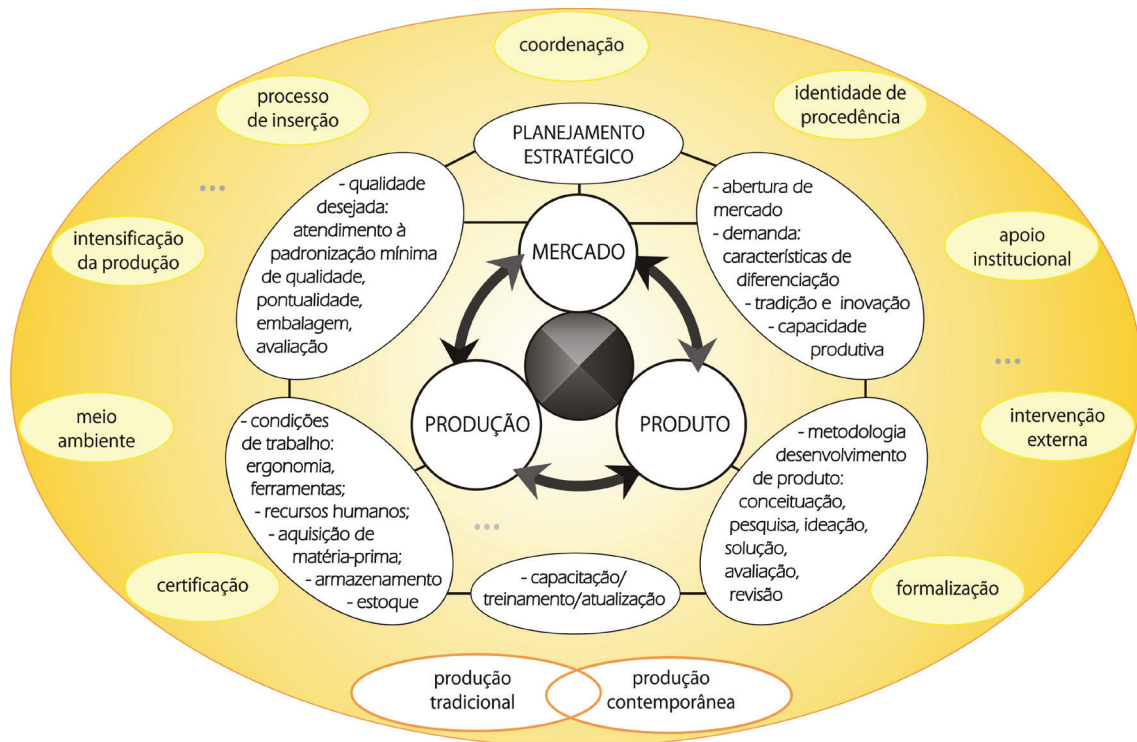 coordenação
processo
de inserção
identidade de
procedência
PLANEJAMENTO
ESTRATÉGICO
...
- qualidade
desejada:
atendimento à
padronização mínima
de qualidade,
pontualidade,
embalagem,
avaliação
MERCADO
- abertura de
mercado
- demanda:
características de
diferenciação
- tradição e inovação
- capacidade
produtiva
intensificação
da produção
apoio
institucional
...
meio
ambiente
PRODUÇÃO
PRODUTO
intervenção
externa
- condições
de trabalho:
ergonomia,
ferramentas;
- recursos humanos;
- aquisição de
matéria-prima;
- armazenamento
- estoque
...
- metodologia
desenvolvimento
de produto:
conceituação,
pesquisa, ideação,
solução,
avaliação,
revisão
certificação
- capacitação/
treinamento/atualização
formalização
produção
tradicional
produção
contemporânea